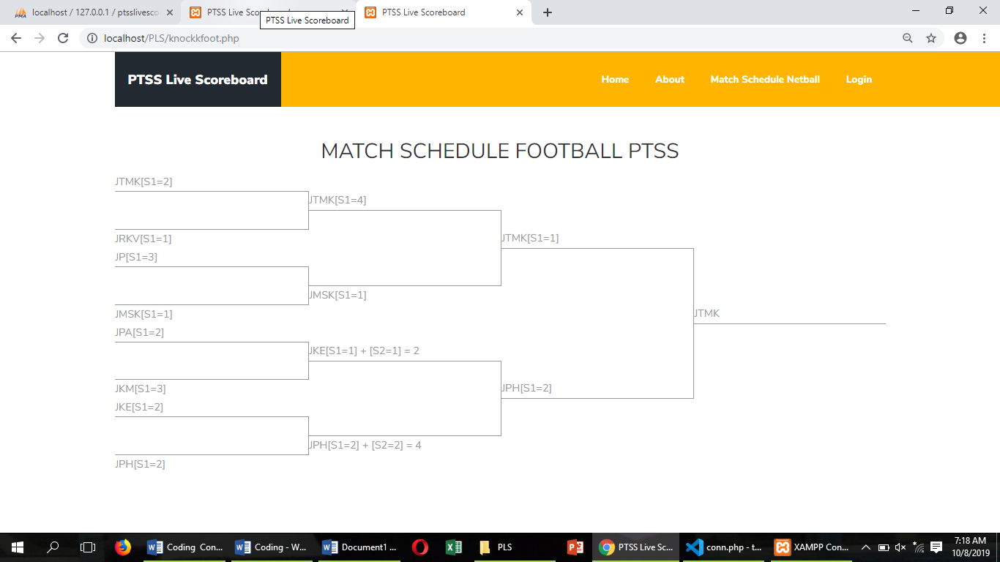 localhost / 127.0.0.1 / ptsslivesco
PTSS Live Scoreboard
PTSS Live Scoreboard
PTSS Live Scoreboard
localhost/PLS/knockkfoot.php
PTSS Live Scoreboard
Home
About
Match Schedule Netball
Login
MATCH SCHEDULE FOOTBALL PTSS
JTMK[S1=2]
JTMK[S1=4]
JRKV[S1=1]
JTMK[S1=1]
JP[S1=3]
JMSK[S1=1]
JMSK[S1=1]
JTMK
JPA[S1=2]
JKE[S1=1] + [S2=1] = 2
JKM[S1=3]
JPH[S1=2]
JKE[S1=2]
JPH[S1=2] + [S2=2] = 4
JPH[S1=2]
Coding Con...
Coding - W...
Document1 ...
PLS
PTSS Live Sc...
conn.php - t...
XAMPP Con...
7:18 AM
10/8/2019